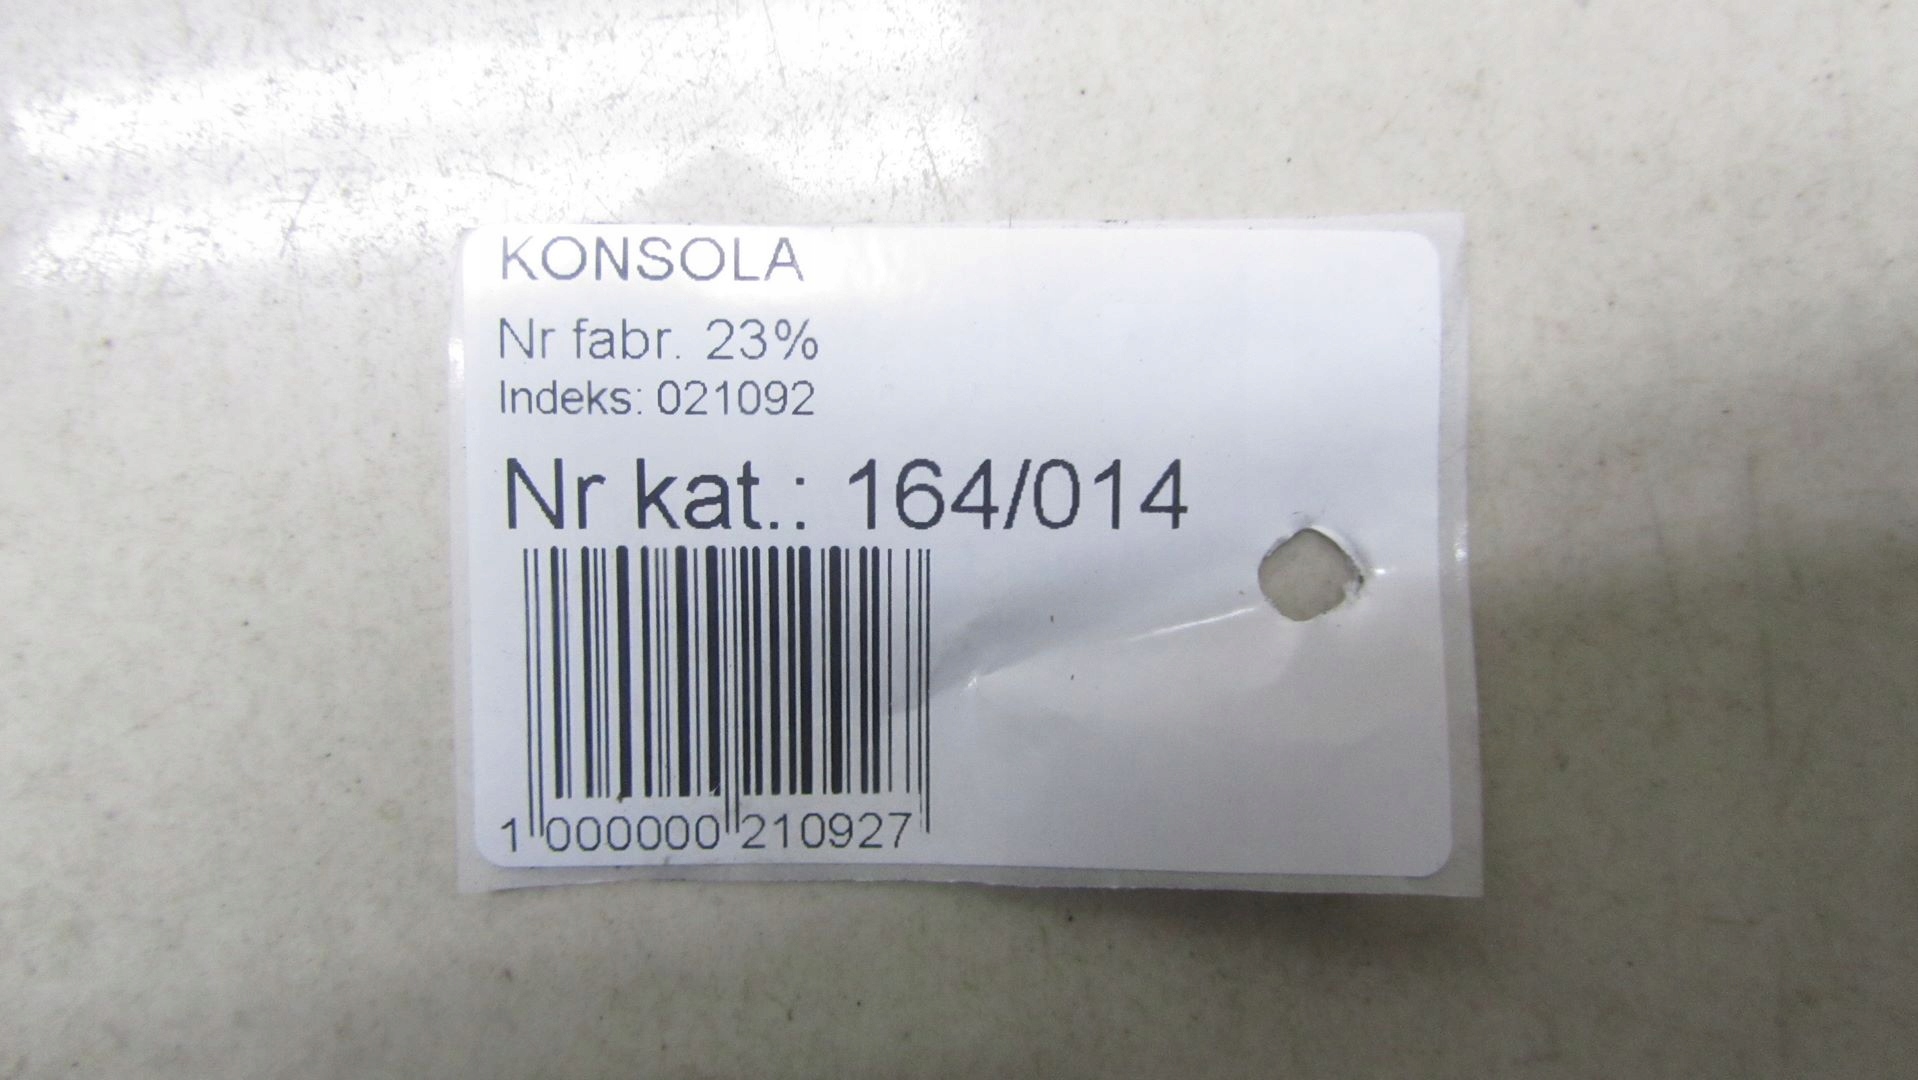 KONSOLA
Nr fabr. 23%
Indeks: 021092
Nr kat.: 164/014
1 000000 210927